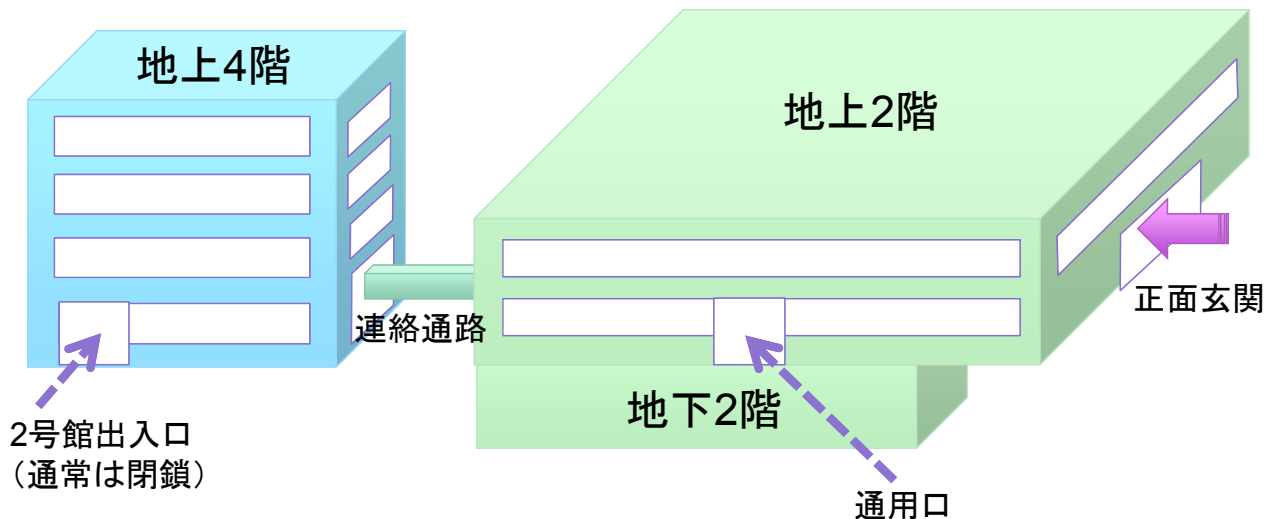 地上4階
地上2階
正面玄関
連絡通路
地下2階
2号館出入口
（通常は閉鎖）
通用口